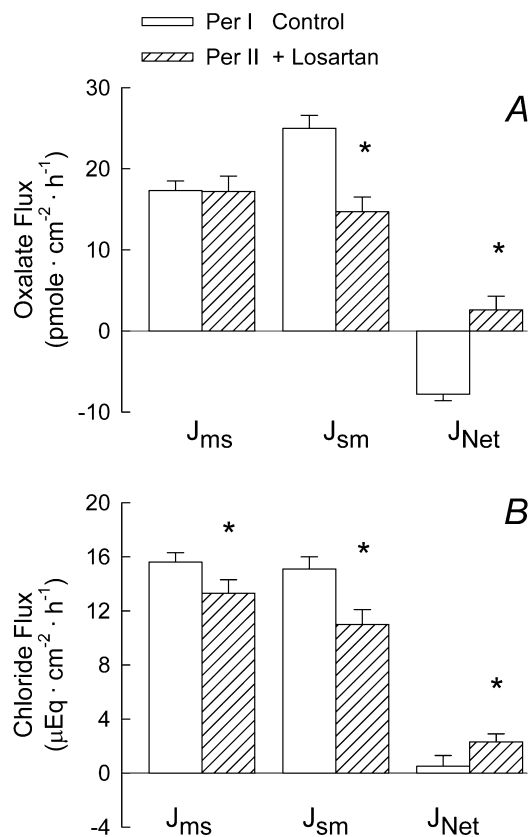 Per I Control
Per II + Losartan
A
Oxalate Flux
(pmole · cm⁻² · h⁻¹)
30
20
10
0
-10
*
*
Jms
Jsm
JNet
B
Chloride Flux
(µEq · cm⁻² · h⁻¹)
20
16
12
8
4
0
-4
*
*
*
Jms
Jsm
JNet